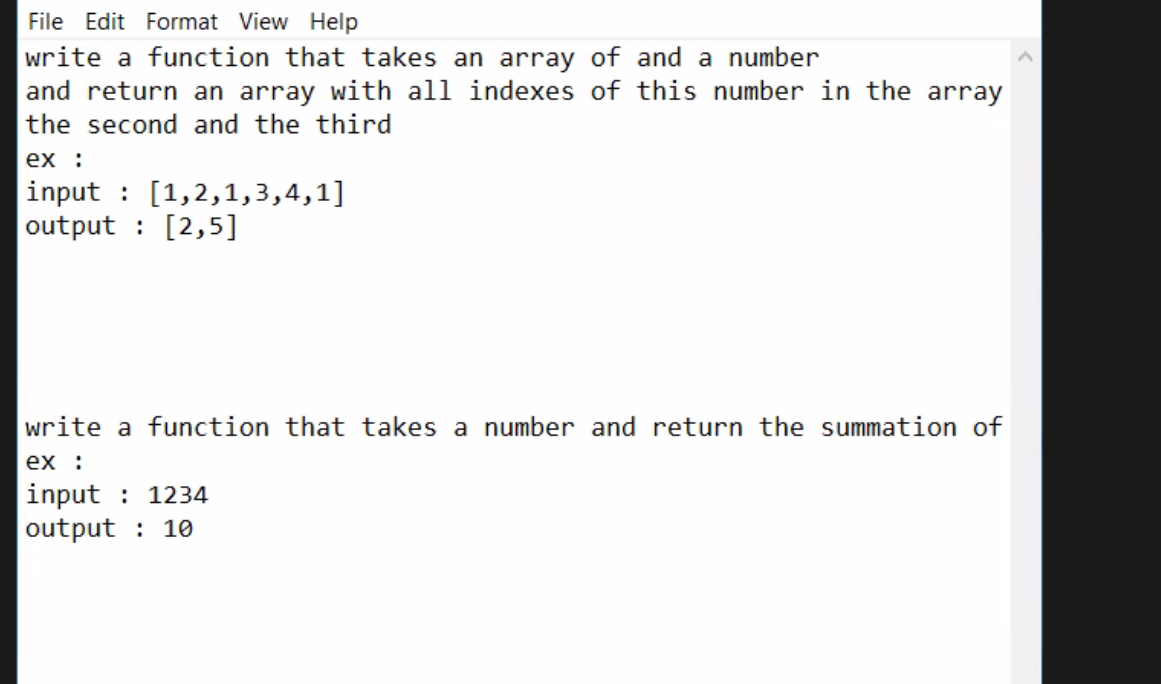 File Edit Format View Help
write a function that takes an array of and a number
and return an array with all indexes of this number in the array
the second and the third
ex :
input : [1,2,1,3,4,1]
output : [2,5]
write a function that takes a number and return the summation of
ex :
input : 1234
output : 10